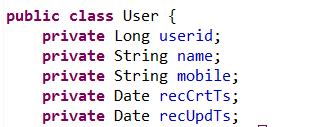 public class User {
    private Long userid;
    private String name;
    private String mobile;
    private Date recCrtTs;
    private Date recUpdTs;